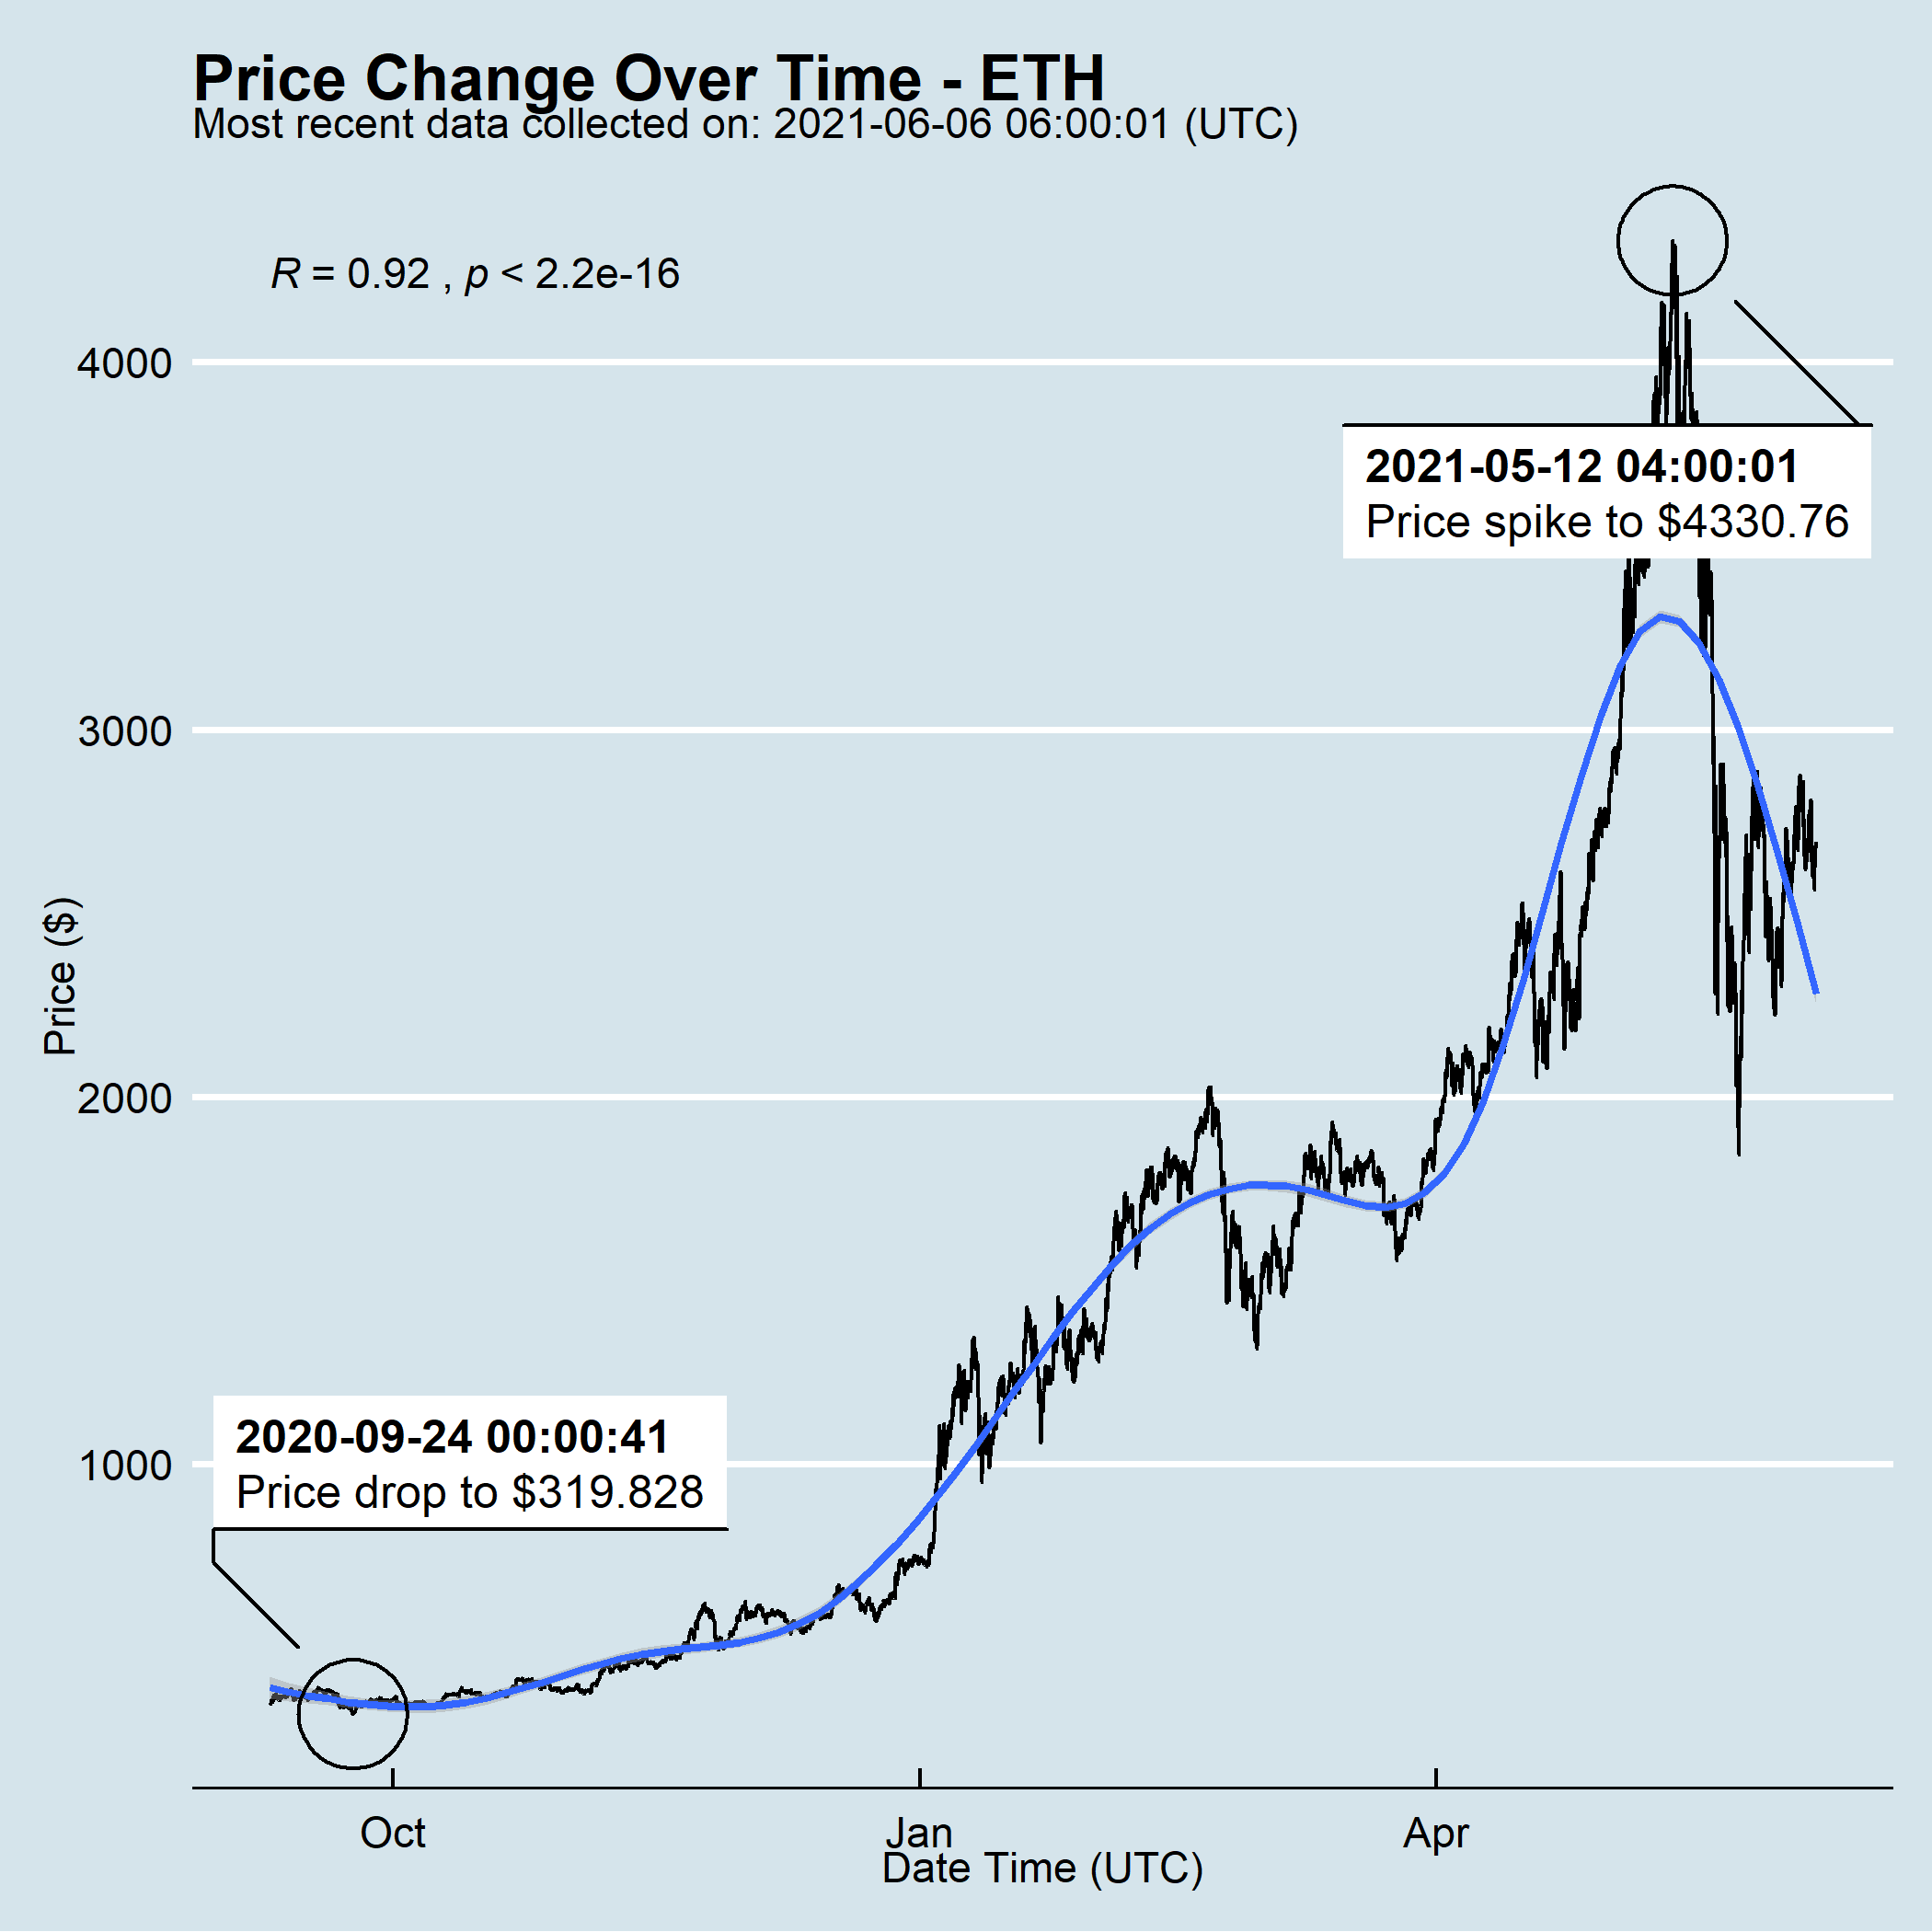 Price Change Over Time - ETH
Most recent data collected on: 2021-06-06 06:00:01 (UTC)
R = 0.92 , p < 2.2e-16
4000
2021-05-12 04:00:01
Price spike to $4330.76
3000
Price ($)
2000
2020-09-24 00:00:41
1000
Price drop to $319.828
Oct
Jan
Apr
Date Time (UTC)